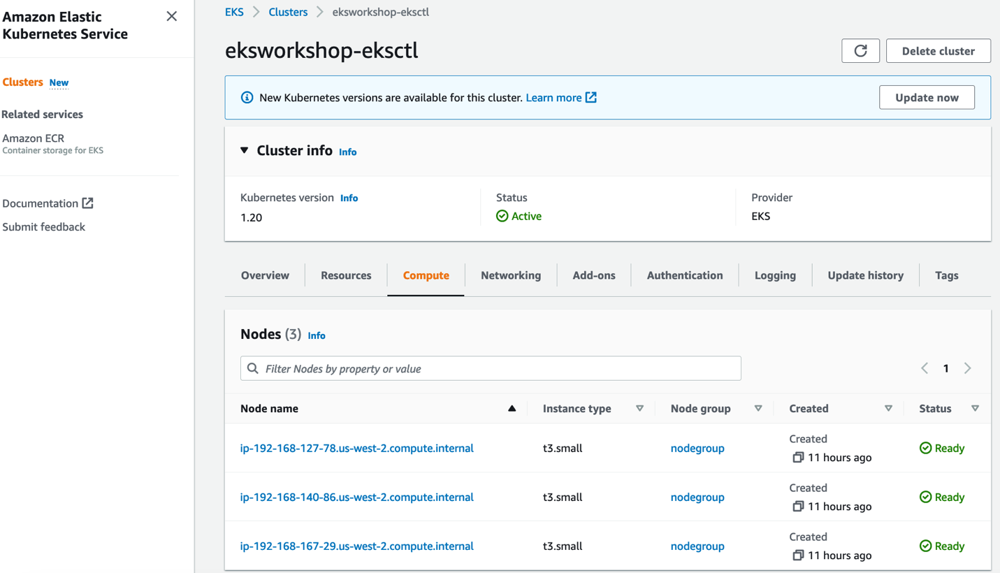 Amazon Elastic
Kubernetes Service
Clusters New
Related services
Amazon ECR
Container storage for EKS
Documentation
Submit feedback
EKS Clusters eksworkshop-eksctl
eksworkshop-eksctl
Delete cluster
New Kubernetes versions are available for this cluster. Learn more
Update now
Cluster info Info
Kubernetes version Info
1.20
Status
Active
Provider
EKS
Overview Resources Compute Networking Add-ons Authentication Logging Update history Tags
Nodes (3) Info
Filter Nodes by property or value
1
Node name Instance type Node group Created Status
ip-192-168-127-78.us-west-2.compute.internal t3.small nodegroup Created 11 hours ago Ready
ip-192-168-140-86.us-west-2.compute.internal t3.small nodegroup Created 11 hours ago Ready
ip-192-168-167-29.us-west-2.compute.internal t3.small nodegroup Created 11 hours ago Ready